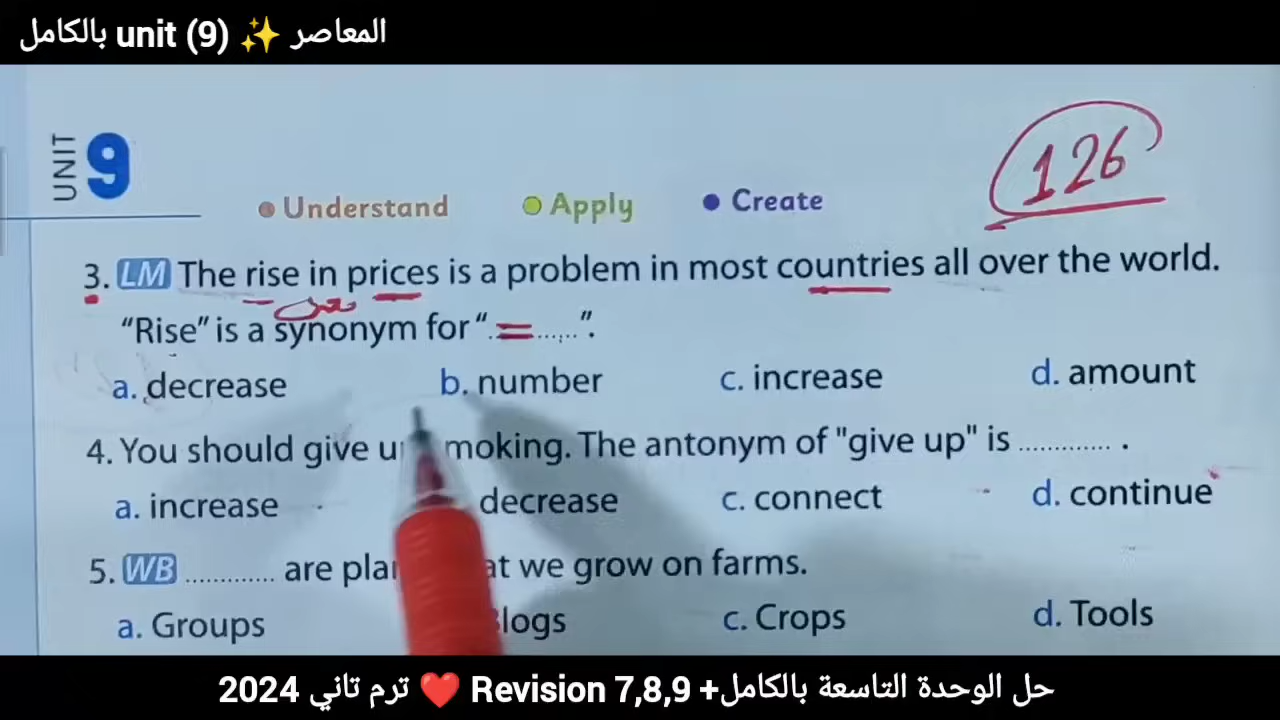 المعاصر ✨ unit (9) بالكامل
UNIT 9
126
Understand Apply Create
3. LM The rise in prices is a problem in most countries all over the world.
"Rise" is a synonym for "......".
a. decrease b. number c. increase d. amount
4. You should give up smoking. The antonym of "give up" is ............. .
a. increase decrease c. connect d. continue
5. WB ............ are pla at we grow on farms.
a. Groups logs c. Crops d. Tools
حل الوحدة التاسعة بالكامل+ Revision 7,8,9 ❤️ ترم تاني 2024